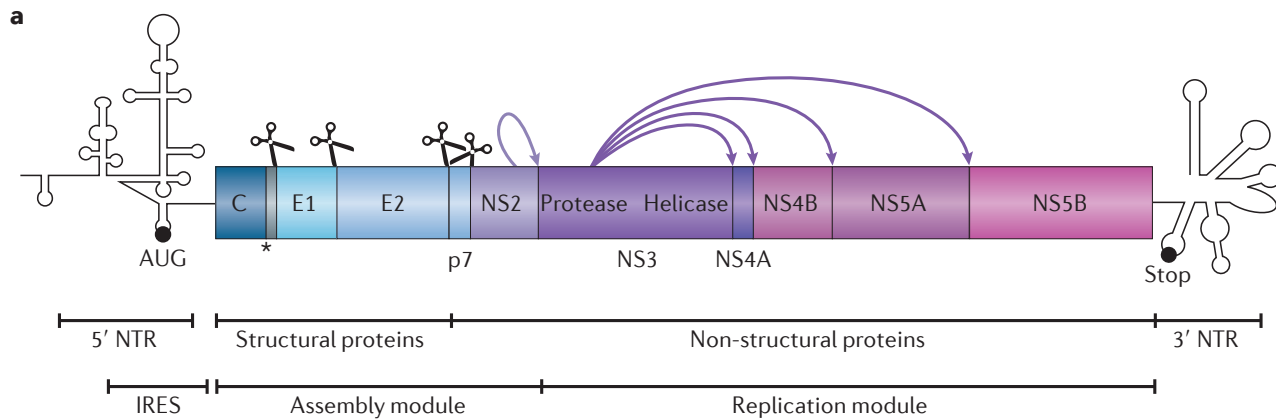 a
C E1 E2 NS2 Protease Helicase NS4B NS5A NS5B
AUG * p7 NS3 NS4A Stop
5′ NTR Structural proteins Non-structural proteins 3′ NTR
IRES Assembly module Replication module